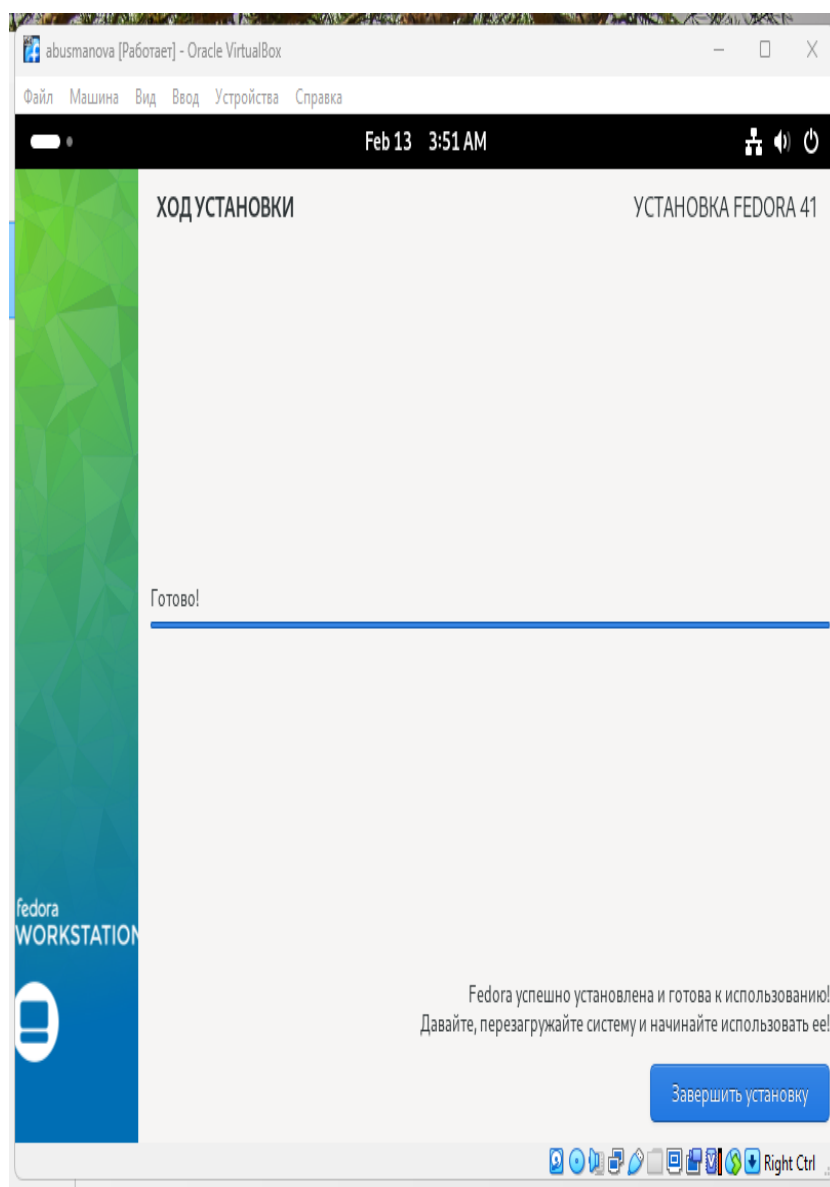 abusmanova [Работает] - Oracle VirtualBox
Файл Машина Вид Ввод Устройства Справка
Feb 13 3:51 AM
ХОД УСТАНОВКИ
УСТАНОВКА FEDORA 41
Готово!
fedora
WORKSTATION
Fedora успешно установлена и готова к использованию!
Давайте, перезагружайте систему и начинайте использовать ее!
Завершить установку
Right Ctrl